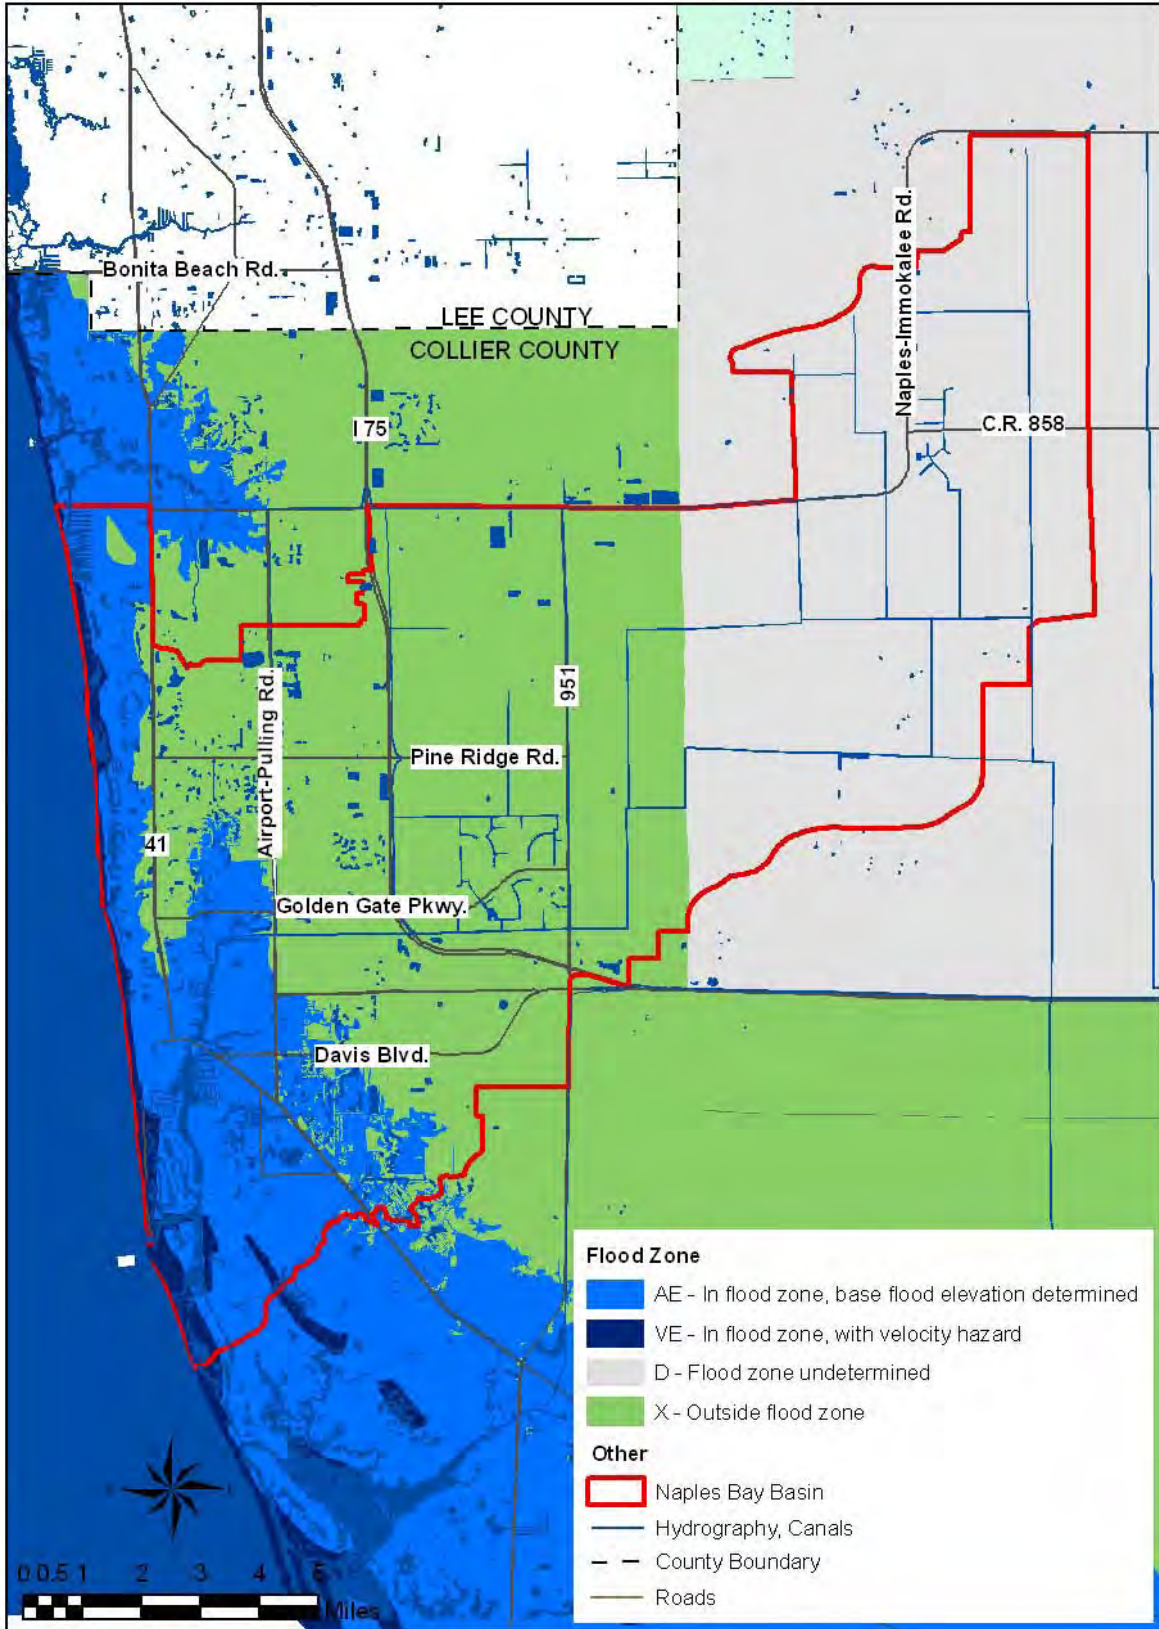 Bonita Beach Rd.
LEE COUNTY
COLLIER COUNTY
Naples-Immokalee Rd.
I 75
C.R. 858
951
Airport-Pulling Rd.
Pine Ridge Rd.
41
Golden Gate Pkwy.
Davis Blvd.
Flood Zone
AE - In flood zone, base flood elevation determined
VE - In flood zone, with velocity hazard
D - Flood zone undetermined
X - Outside flood zone
Other
Naples Bay Basin
Hydrography, Canals
County Boundary
Roads
0 0.5 1 2 3 4 5
Miles